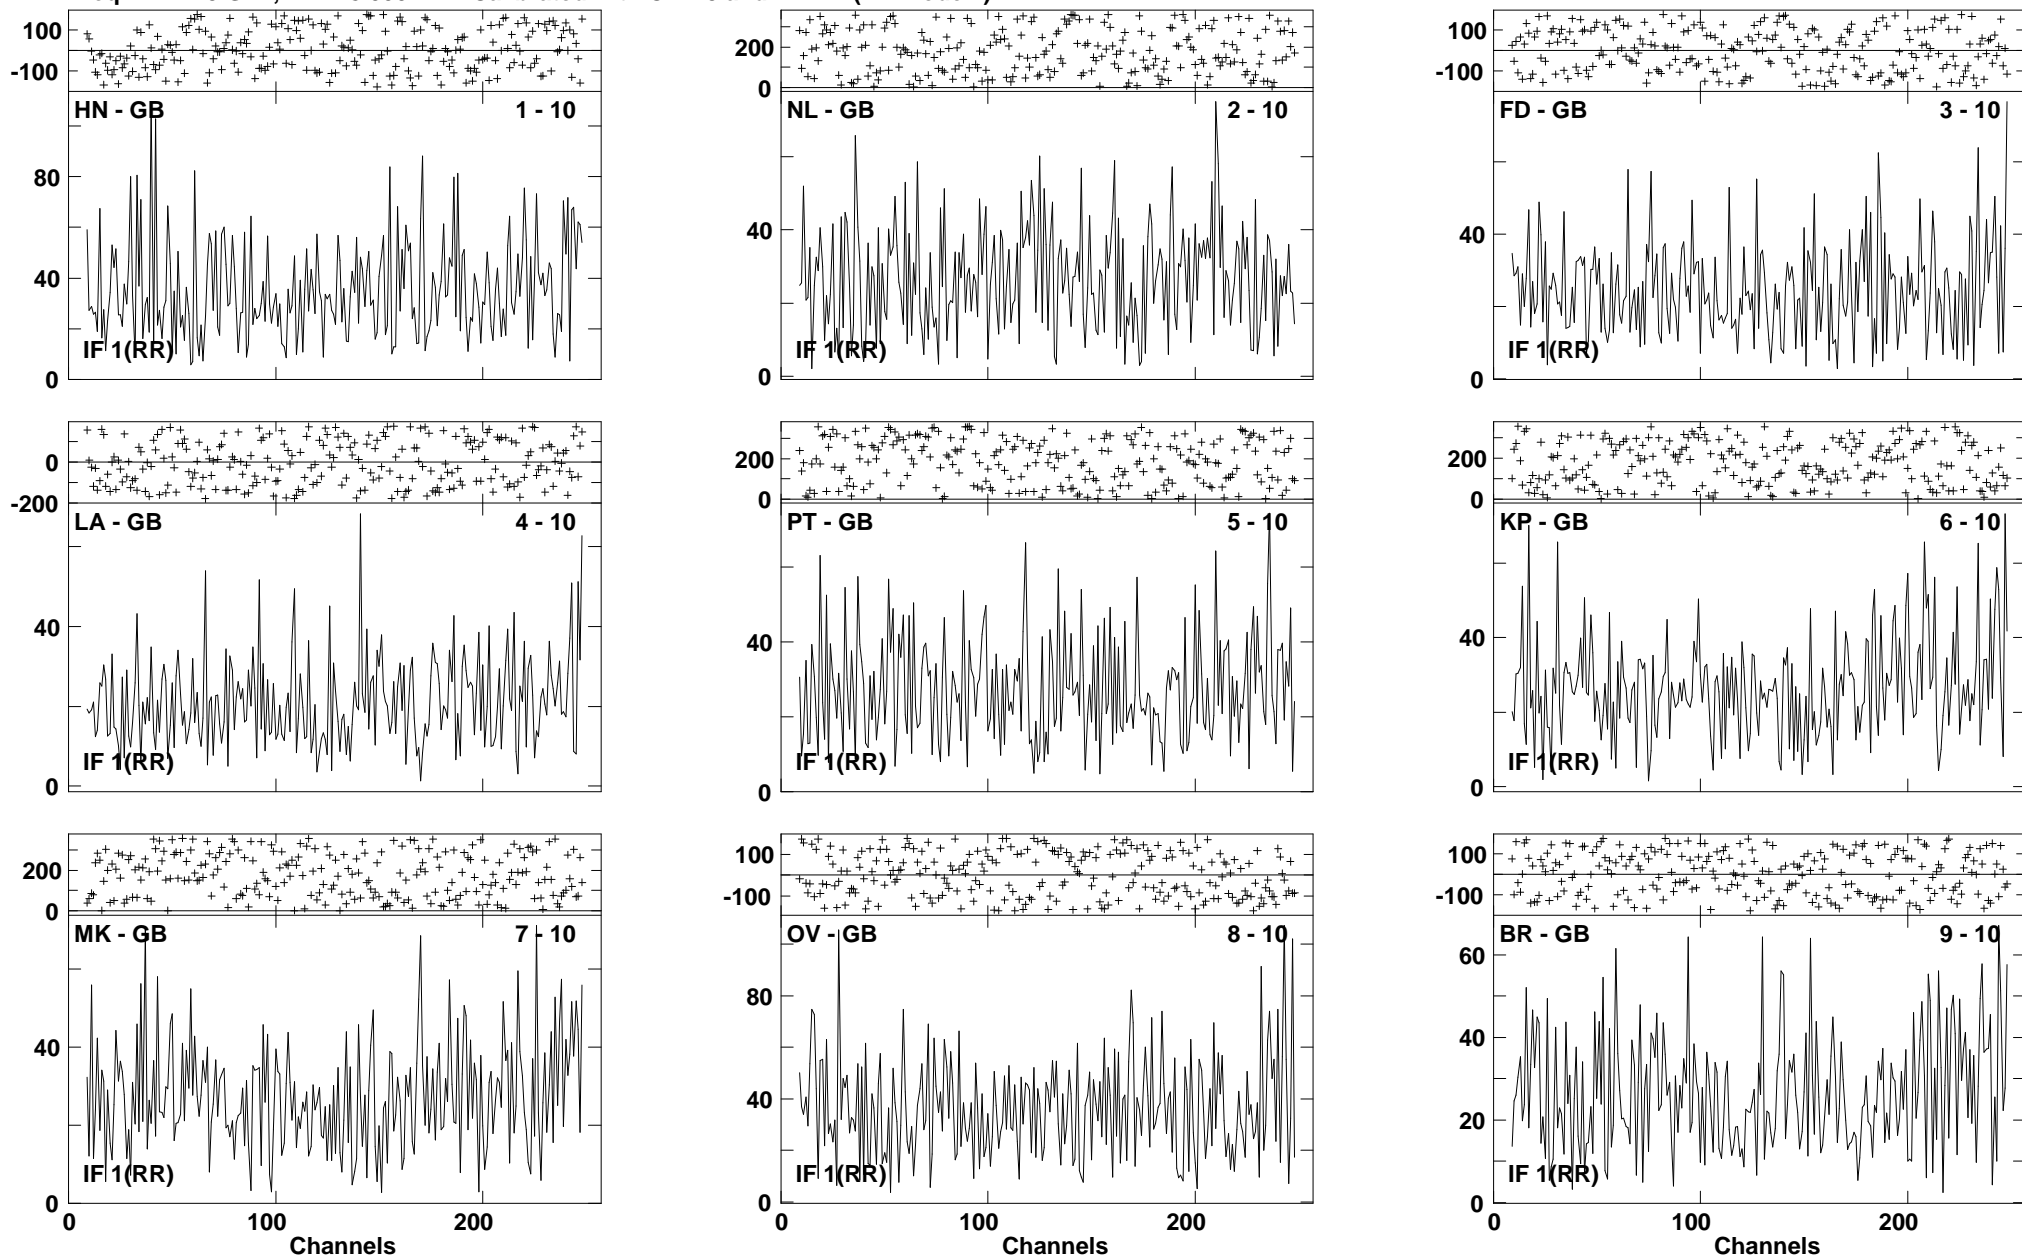 100
-100
HN - GB 1 - 10
80
40
0
IF 1(RR)
200
0
NL - GB 2 - 10
40
0
IF 1(RR)
100
-100
FD - GB 3 - 10
40
0
IF 1(RR)
0
-200
LA - GB 4 - 10
40
0
IF 1(RR)
200
0
PT - GB 5 - 10
40
0
IF 1(RR)
200
0
KP - GB 6 - 10
40
0
IF 1(RR)
200
0
MK - GB 7 - 10
40
0
IF 1(RR)
0 100 200
Channels
100
-100
OV - GB 8 - 10
80
40
0
IF 1(RR)
0 100 200
Channels
100
-100
BR - GB 9 - 10
60
40
20
0
IF 1(RR)
0 100 200
Channels